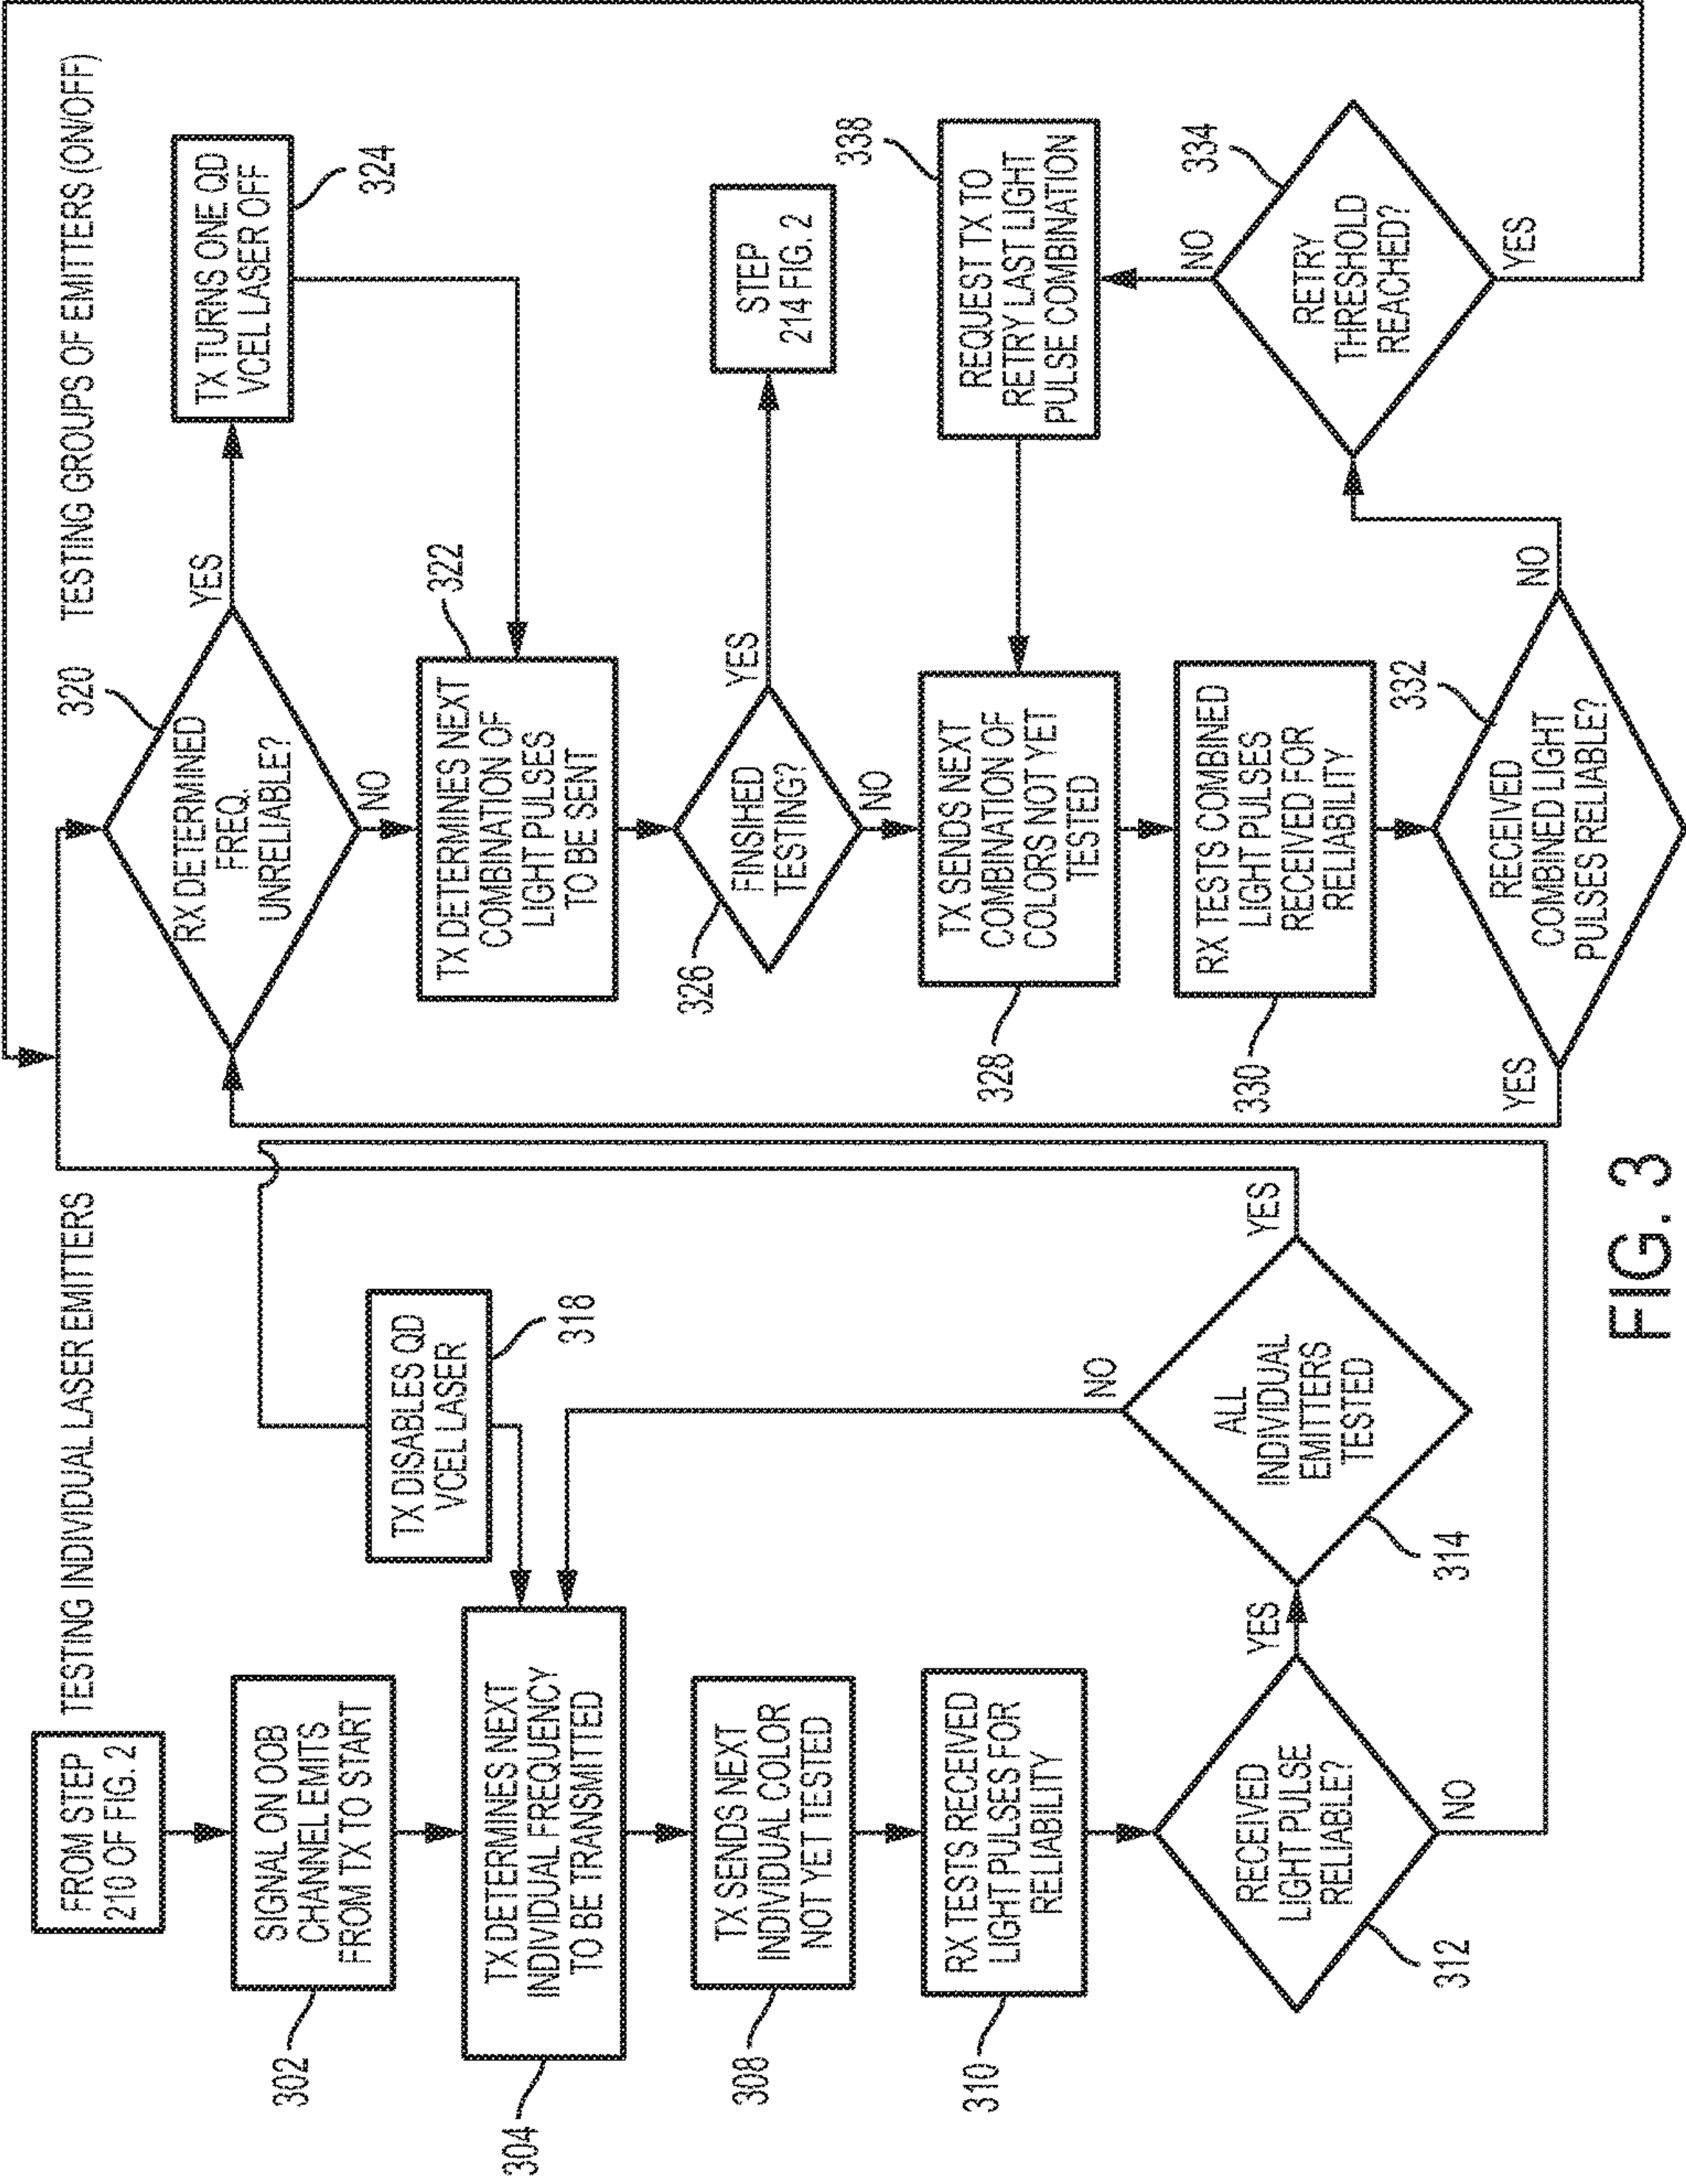 TESTING INDIVIDUAL LASER EMITTERS
FROM STEP
210 OF FIG. 2
SIGNAL ON OOB
CHANNEL EMITS
FROM TX TO START
302
TX DETERMINES NEXT
INDIVIDUAL FREQUENCY
TO BE TRANSMITTED
304
TX DISABLES QD
VCELL LASER
318
TX SENDS NEXT
INDIVIDUAL COLOR
NOT YET TESTED
308
RX TESTS RECEIVED
LIGHT PULSES FOR
RELIABILITY
310
RECEIVED
LIGHT PULSE
RELIABLE?
312
YES
NO
ALL
INDIVIDUAL
EMITTERS
TESTED
314
NO
YES
TESTING GROUPS OF EMITTERS (ON/OFF)
320
RX DETERMINED
FREQ.
UNRELIABLE?
YES
NO
TX TURNS ONE QD
VCELL LASER OFF
324
322
TX DETERMINES NEXT
COMBINATION OF
LIGHT PULSES
TO BE SENT
FINSIHED
TESTING?
326
YES
NO
STEP
214 FIG. 2
TX SENDS NEXT
COMBINATION OF
COLORS NOT YET
TESTED
328
REQUEST TX TO
RETRY LAST LIGHT
PULSE COMBINATION
338
RX TESTS COMBINED
LIGHT PULSES
RECEIVED FOR
RELIABILITY
330
332
RECEIVED
COMBINED LIGHT
PULSES RELIABLE?
YES
NO
RETRY
THRESHOLD
REACHED?
334
NO
YES
FIG. 3